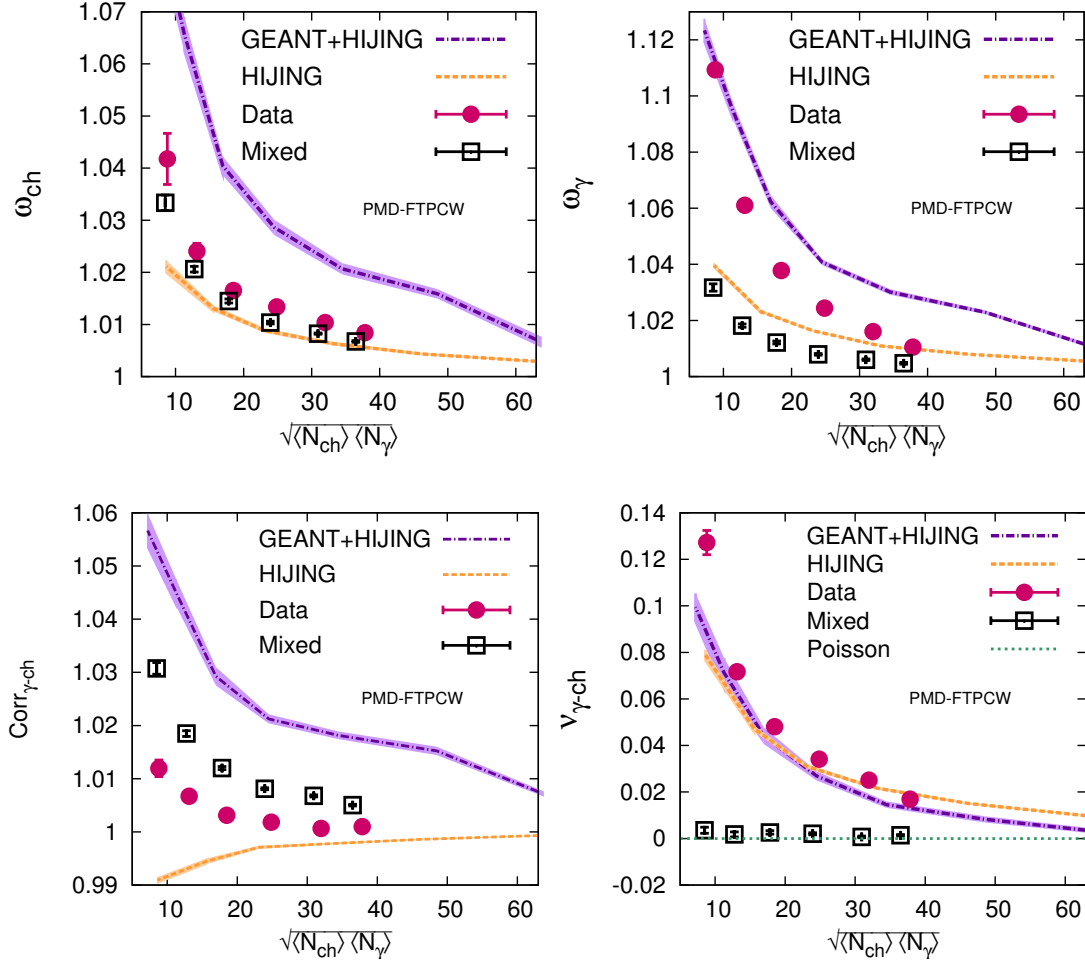 1.07
1.06
1.05
1.04
1.03
1.02
1.01
1
ω_ch
GEANT+HIJING
HIJING
Data
Mixed
PMD-FTPCW
10 20 30 40 50 60
√⟨N_ch⟩ ⟨N_γ⟩
1.12
1.1
1.08
1.06
1.04
1.02
1
ω_γ
GEANT+HIJING
HIJING
Data
Mixed
PMD-FTPCW
10 20 30 40 50 60
√⟨N_ch⟩ ⟨N_γ⟩
1.06
1.05
1.04
1.03
1.02
1.01
1
0.99
Corr_γ-ch
GEANT+HIJING
HIJING
Data
Mixed
PMD-FTPCW
10 20 30 40 50 60
√⟨N_ch⟩ ⟨N_γ⟩
0.14
0.12
0.1
0.08
0.06
0.04
0.02
0
-0.02
ν_γ-ch
GEANT+HIJING
HIJING
Data
Mixed
Poisson
PMD-FTPCW
10 20 30 40 50 60
√⟨N_ch⟩ ⟨N_γ⟩